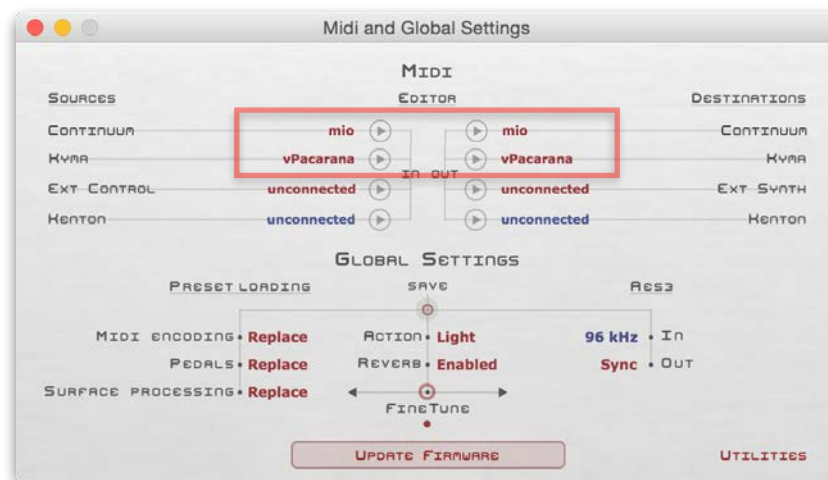 Midi and Global Settings
Midi
Sources Editor Destinations
Continuum mio mio Continuum
Kyma vPacarana vPacarana Kyma
In Out
Ext Control unconnected unconnected Ext Synth
Kenton unconnected unconnected Kenton
Global Settings
Preset loading save Aes3
Midi encoding Replace Action Light 96 kHz In
Pedals Replace Reverb Enabled Sync Out
Surface processing Replace
FineTune
Update Firmware Utilities